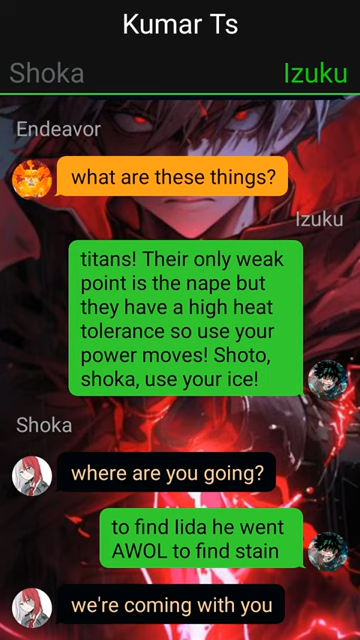 Kumar Ts
Shoka
Izuku
Endeavor
what are these things?
Izuku
titans! Their only weak
point is the nape but
they have a high heat
tolerance so use your
power moves! Shoto,
shoka, use your ice!
Shoka
where are you going?
to find Iida he went
AWOL to find stain
we're coming with you